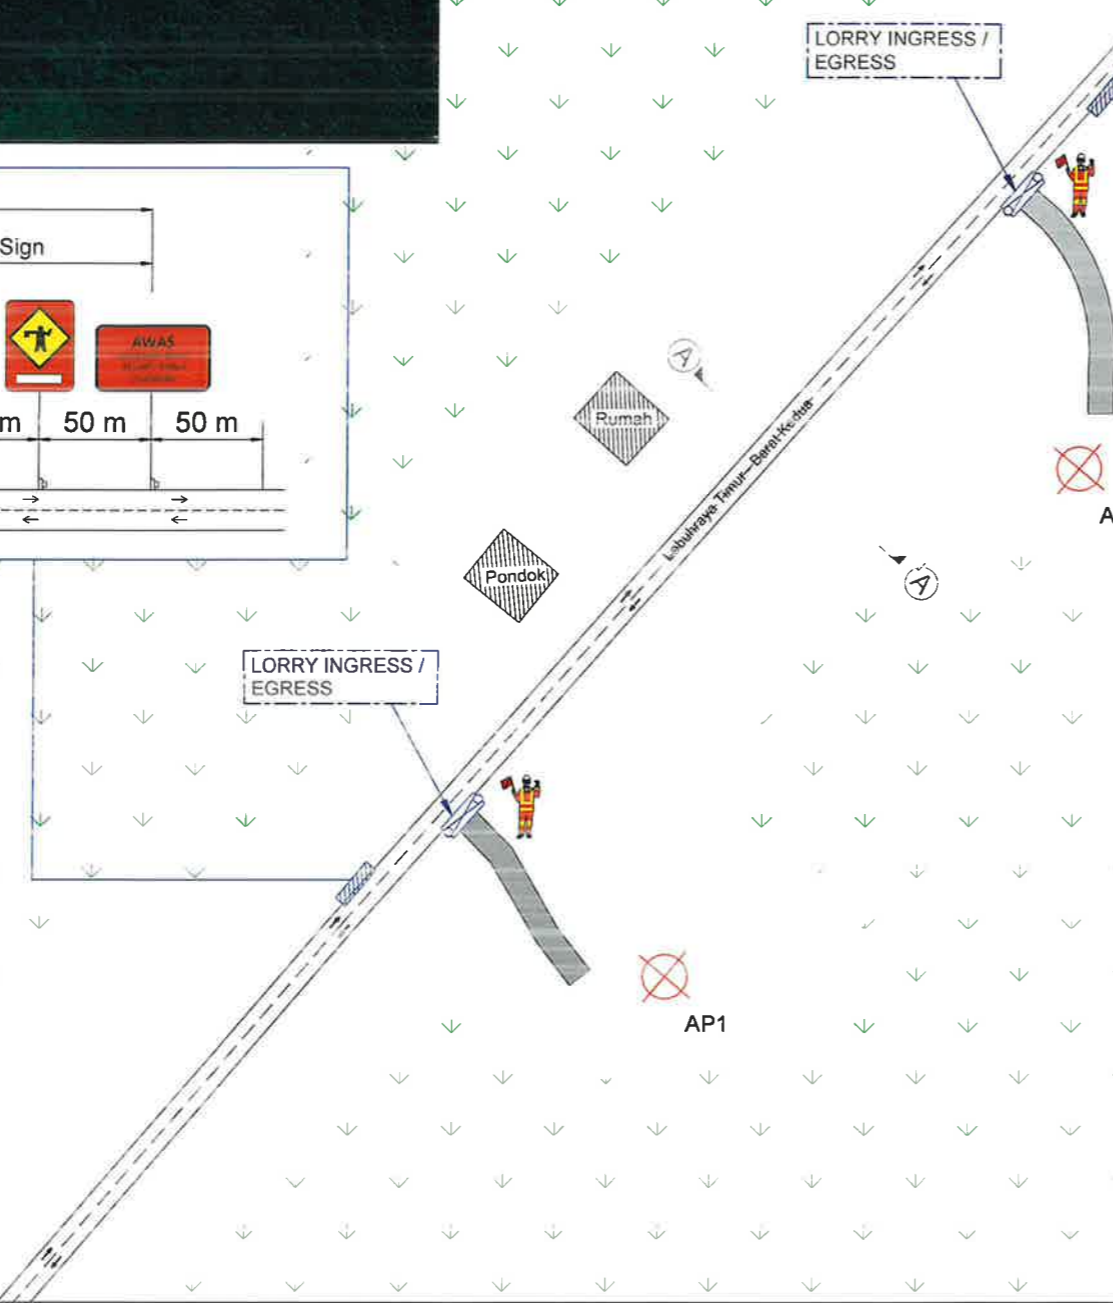 LORRY INGRESS /
EGRESS
Sign
AWAS
m
50 m
50 m
A
Rumah
Lebuhraya Timur - Barat Kedua
A
A
Pondok
LORRY INGRESS /
EGRESS
AP1